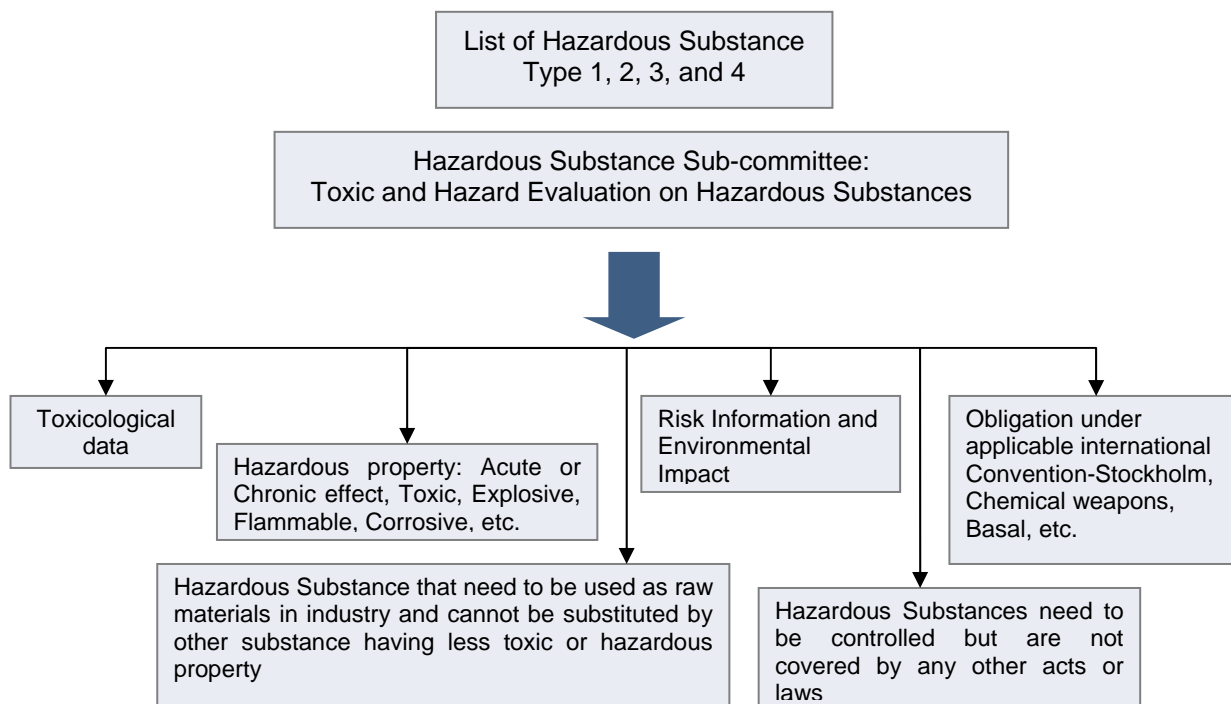 List of Hazardous Substance
Type 1, 2, 3, and 4
Hazardous Substance Sub-committee:
Toxic and Hazard Evaluation on Hazardous Substances
Toxicological
data
Hazardous property: Acute or
Chronic effect, Toxic, Explosive,
Flammable, Corrosive, etc.
Hazardous Substance that need to be used as raw
materials in industry and cannot be substituted by
other substance having less toxic or hazardous
property
Risk Information and
Environmental
Impact
Hazardous Substances need to
be controlled but are not
covered by any other acts or
laws
Obligation under
applicable international
Convention-Stockholm,
Chemical weapons,
Basal, etc.